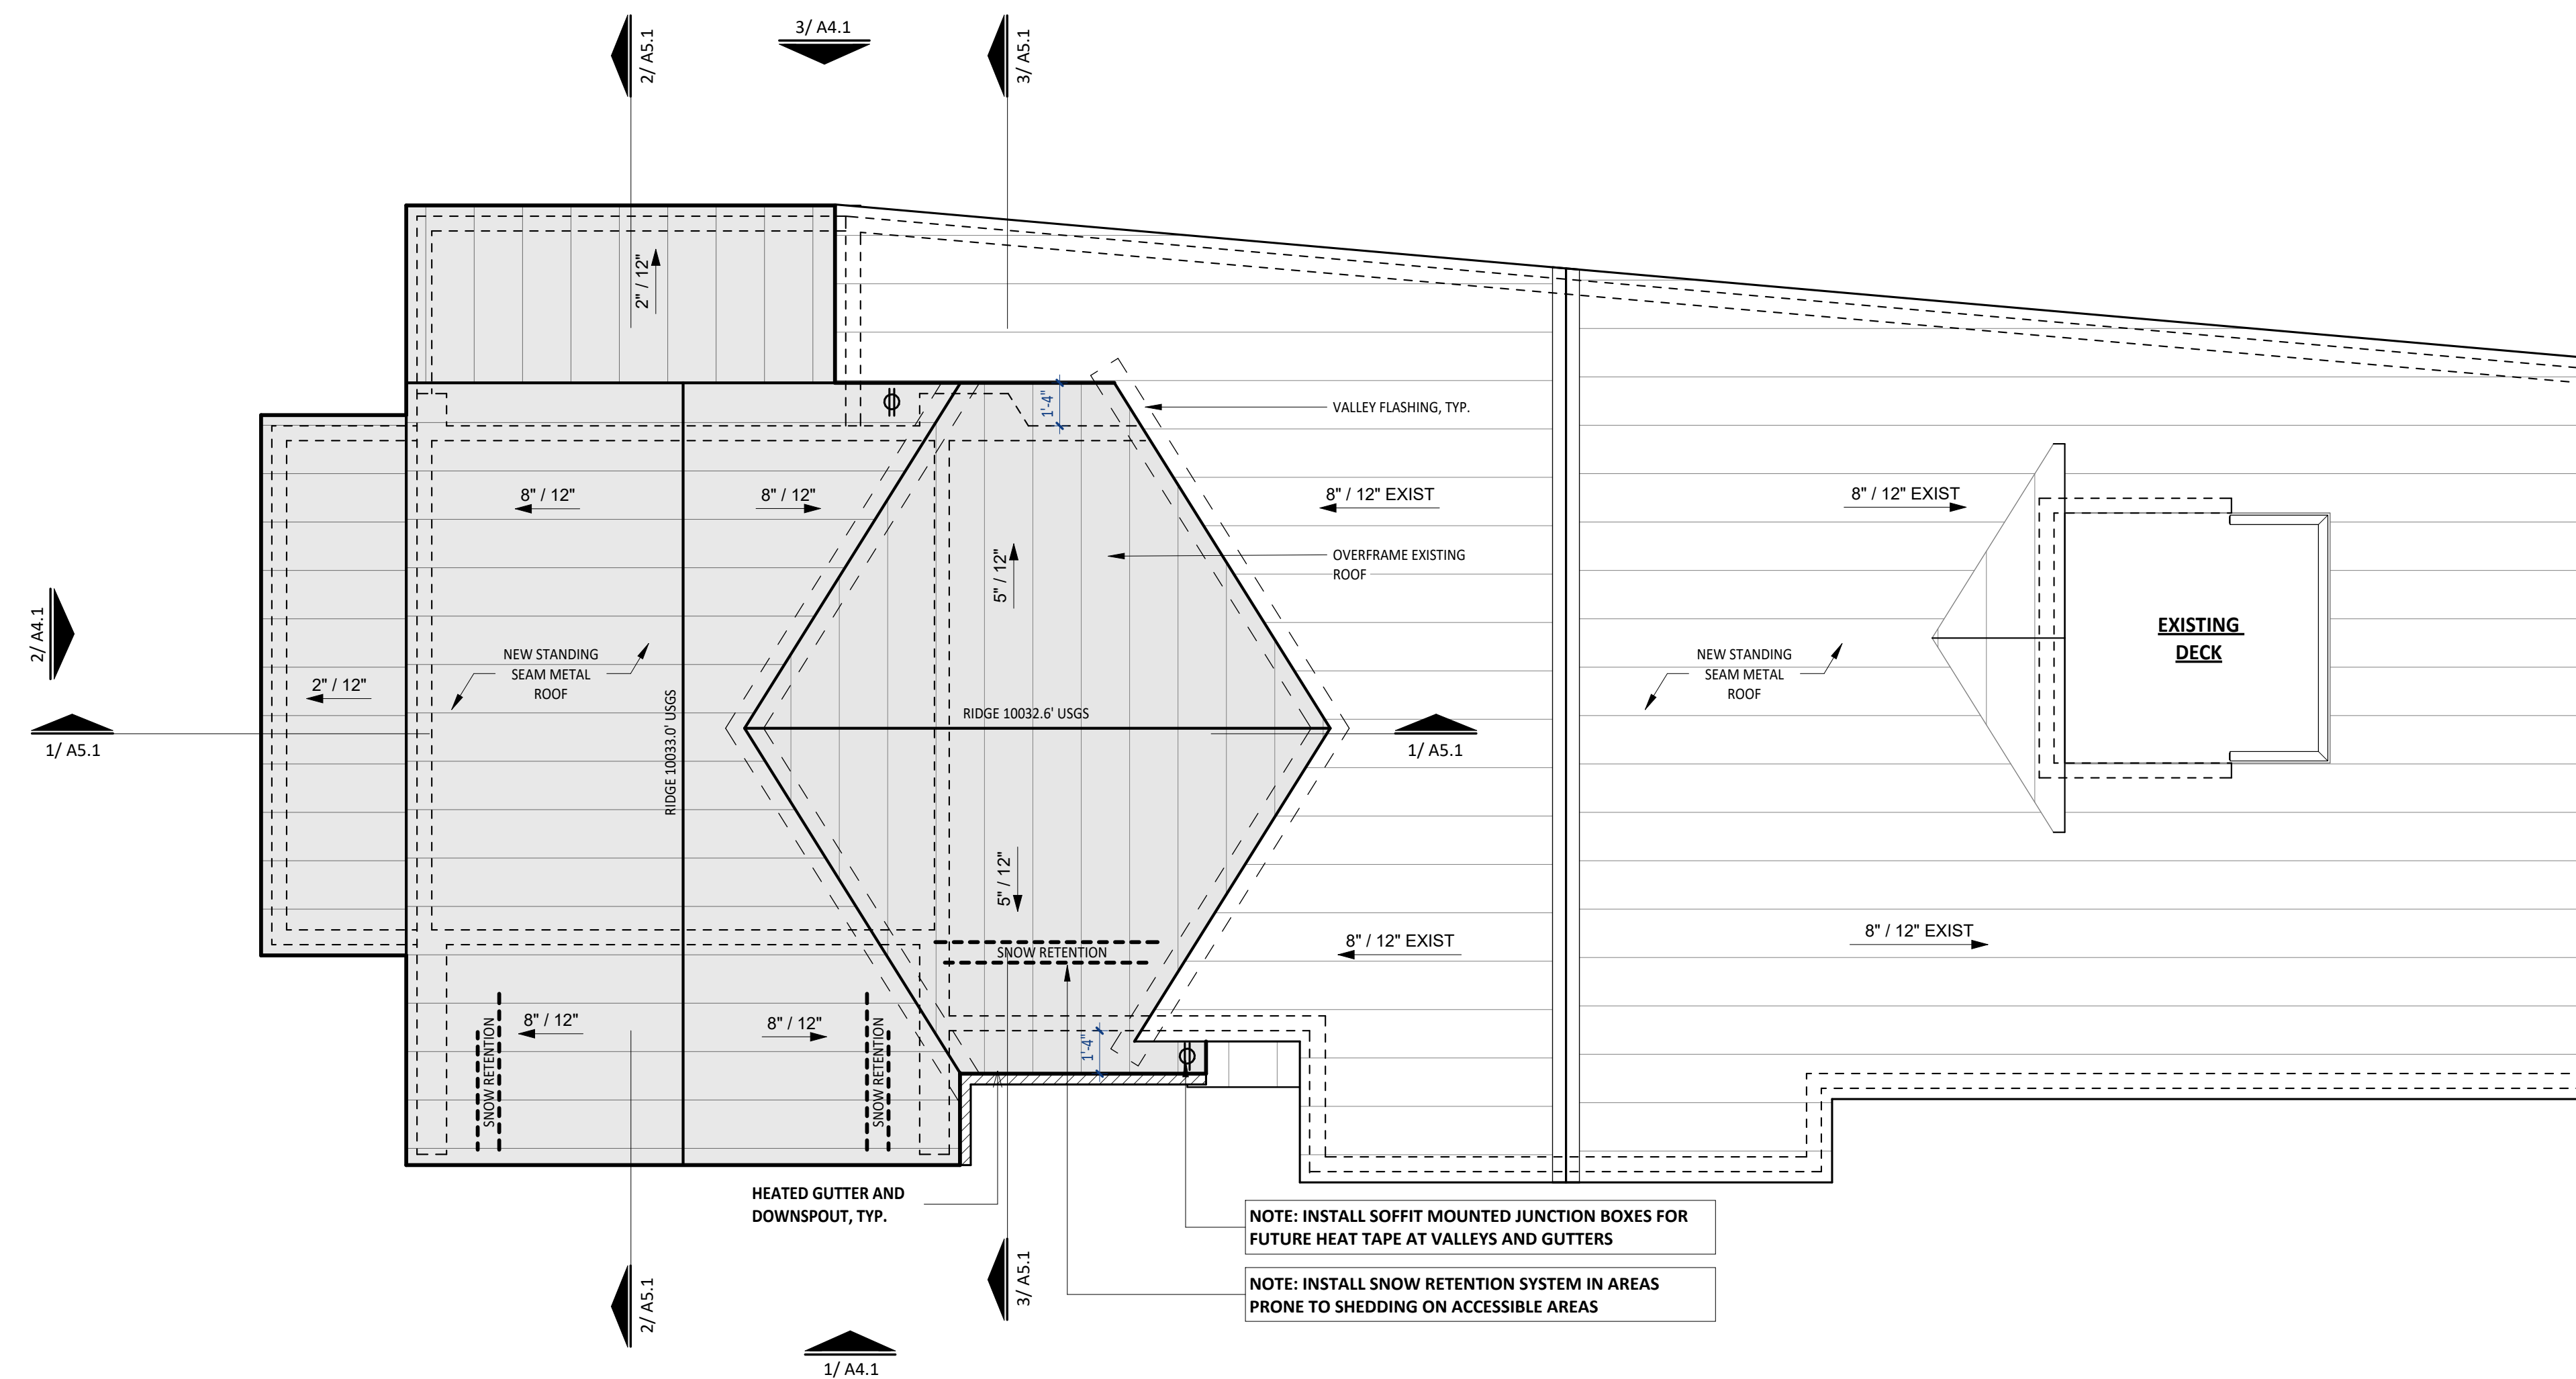 3/ A4.1
2/ A5.1
3/ A5.1
2" / 12"
1'-4"
VALLEY FLASHING, TYP.
8" / 12"
8" / 12"
8" / 12" EXIST
8" / 12" EXIST
5" / 12"
OVERFRAME EXISTING
ROOF
EXISTING
DECK
2/ A4.1
NEW STANDING
SEAM METAL
ROOF
NEW STANDING
SEAM METAL
ROOF
2" / 12"
RIDGE 10033.0' USGS
RIDGE 10032.6' USGS
1/ A5.1
1/ A5.1
5" / 12"
8" / 12" EXIST
8" / 12" EXIST
SNOW RETENTION
8" / 12"
8" / 12"
SNOW RETENTION
SNOW RETENTION
1'-4"
HEATED GUTTER AND
DOWNSPOUT, TYP.
NOTE: INSTALL SOFFIT MOUNTED JUNCTION BOXES FOR
FUTURE HEAT TAPE AT VALLEYS AND GUTTERS
NOTE: INSTALL SNOW RETENTION SYSTEM IN AREAS
PRONE TO SHEDDING ON ACCESSIBLE AREAS
2/ A5.1
3/ A5.1
1/ A4.1